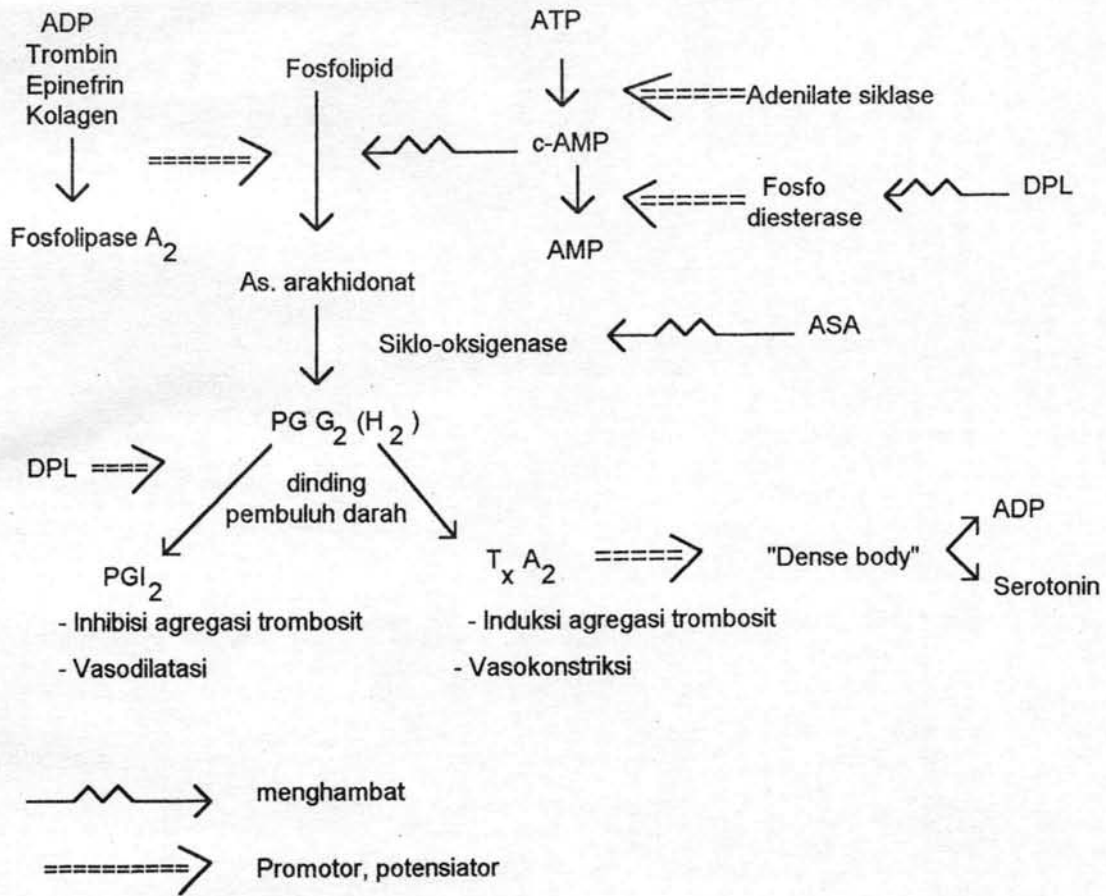 ADP
Trombin
Epinefrin
Kolagen
Fosfolipase A2
Fosfolipid
ATP
Adenilate siklase
c-AMP
Fosfo
diesterase
DPL
AMP
As. arakhidonat
Siklo-oksigenase
ASA
PG G2 (H2)
DPL
dinding
pembuluh darah
PGI2
- Inhibisi agregasi trombosit
- Vasodilatasi
Tx A2
- Induksi agregasi trombosit
- Vasokonstriksi
"Dense body"
ADP
Serotonin
menghambat
Promotor, potensiator